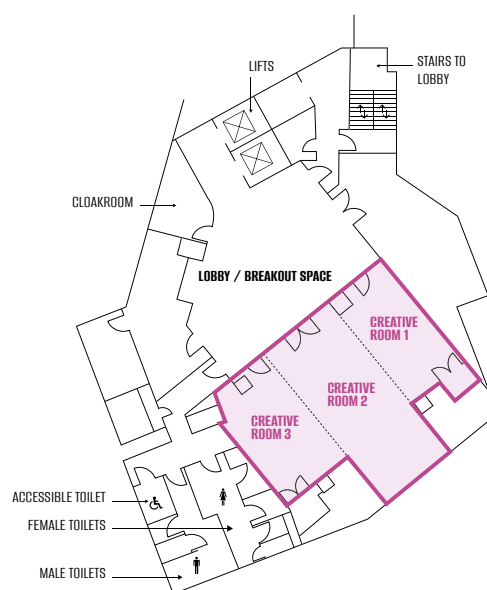 STAIRS TO
LOBBY
LIFTS
CLOAKROOM
LOBBY / BREAKOUT SPACE
CREATIVE
ROOM 1
CREATIVE
ROOM 2
CREATIVE
ROOM 3
ACCESSIBLE TOILET
FEMALE TOILETS
MALE TOILETS